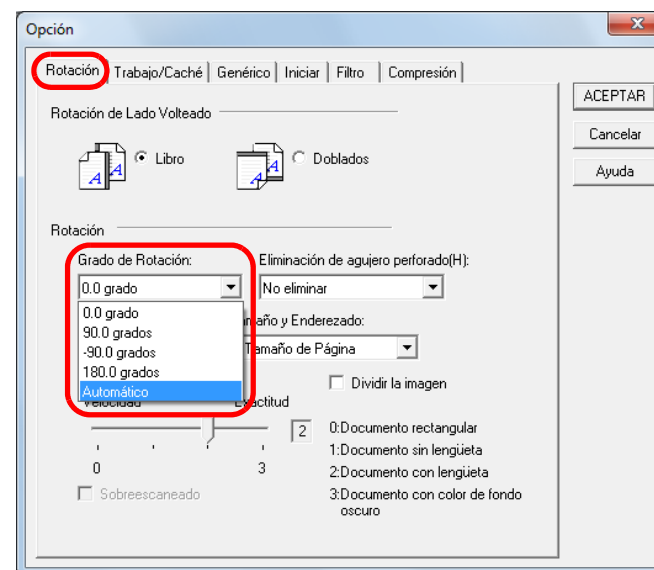 Opción
x
Rotación Trabajo/Caché Genérico Iniciar Filtro Compresión
ACEPTAR
Cancelar
Ayuda
Rotación de Lado Volteado
A A Libro
A Doblados
Rotación
Grado de Rotación:
Eliminación de agujero perforado(H):
0.0 grado
No eliminar
0.0 grado
90.0 grados
-90.0 grados
180.0 grados
Automático
maño y Enderezado:
Tamaño de Página
Dividir la imagen
Velocidad
Exactitud
2
0 3
0:Documento rectangular
1:Documento sin lengüeta
2:Documento con lengüeta
3:Documento con color de fondo
oscuro
Sobreescaneado